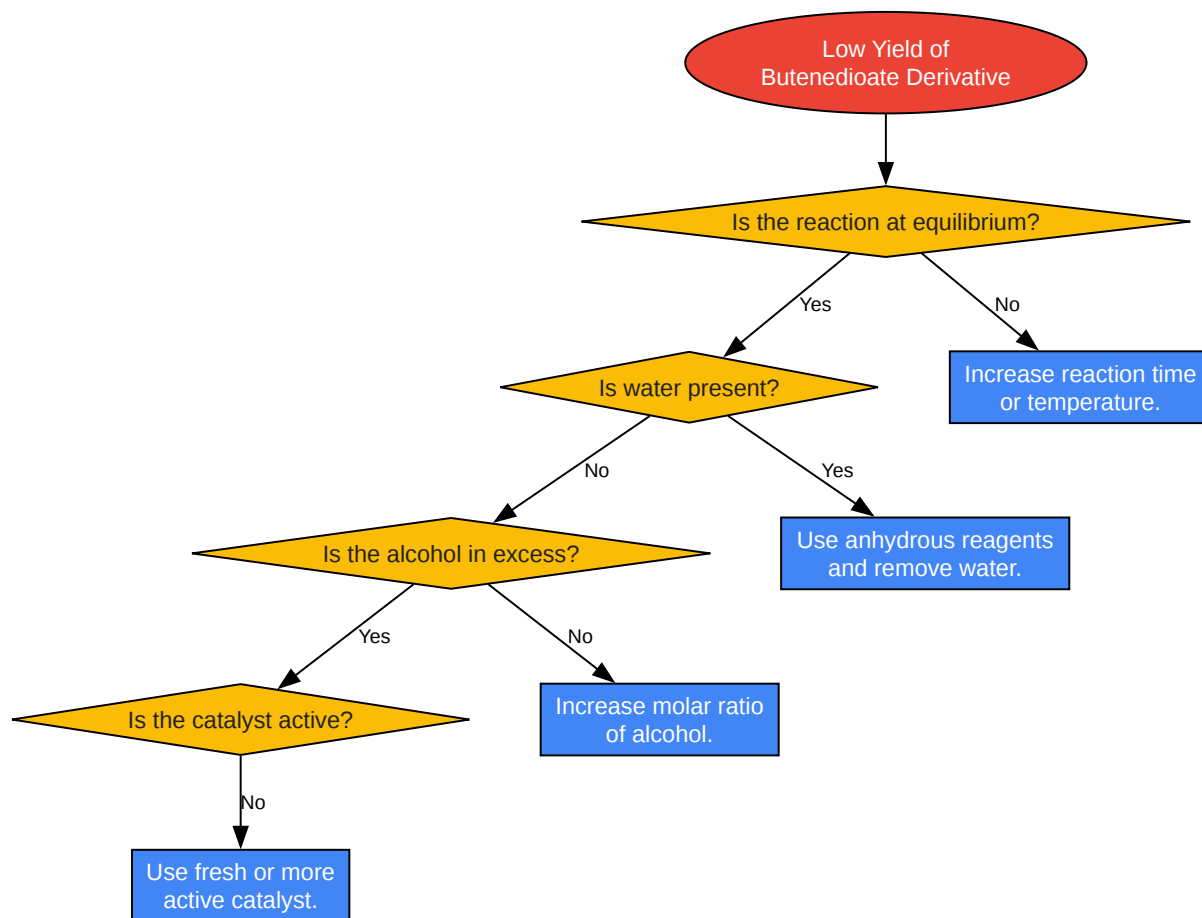 Low Yield of
Butenedioate Derivative
Is the reaction at equilibrium?
Yes
No
Is water present?
Increase reaction time
or temperature.
No
Yes
Is the alcohol in excess?
Use anhydrous reagents
and remove water.
Yes
No
Is the catalyst active?
Increase molar ratio
of alcohol.
No
Use fresh or more
active catalyst.